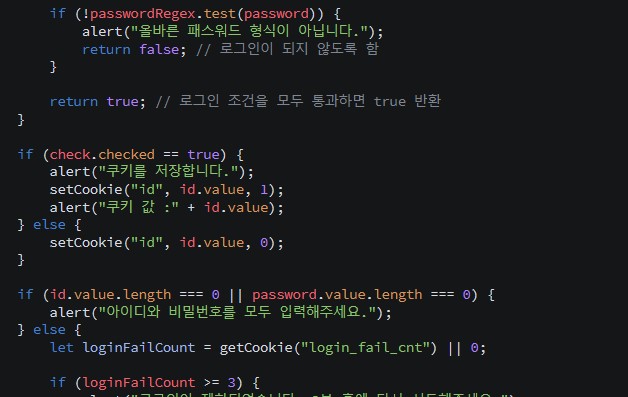 if (!passwordRegex.test(password)) {
alert("올바른 패스워드 형식이 아닙니다.");
return false; // 로그인이 되지 않도록 함
}
return true; // 로그인 조건을 모두 통과하면 true 반환
}
if (check.checked == true) {
alert("쿠키를 저장합니다.");
setCookie("id", id.value, 1);
alert("쿠키 값 :" + id.value);
} else {
setCookie("id", id.value, 0);
}
if (id.value.length === 0 || password.value.length === 0) {
alert("아이디와 비밀번호를 모두 입력해주세요.");
} else {
let loginFailCount = getCookie("login_fail_cnt") || 0;
if (loginFailCount >= 3) {